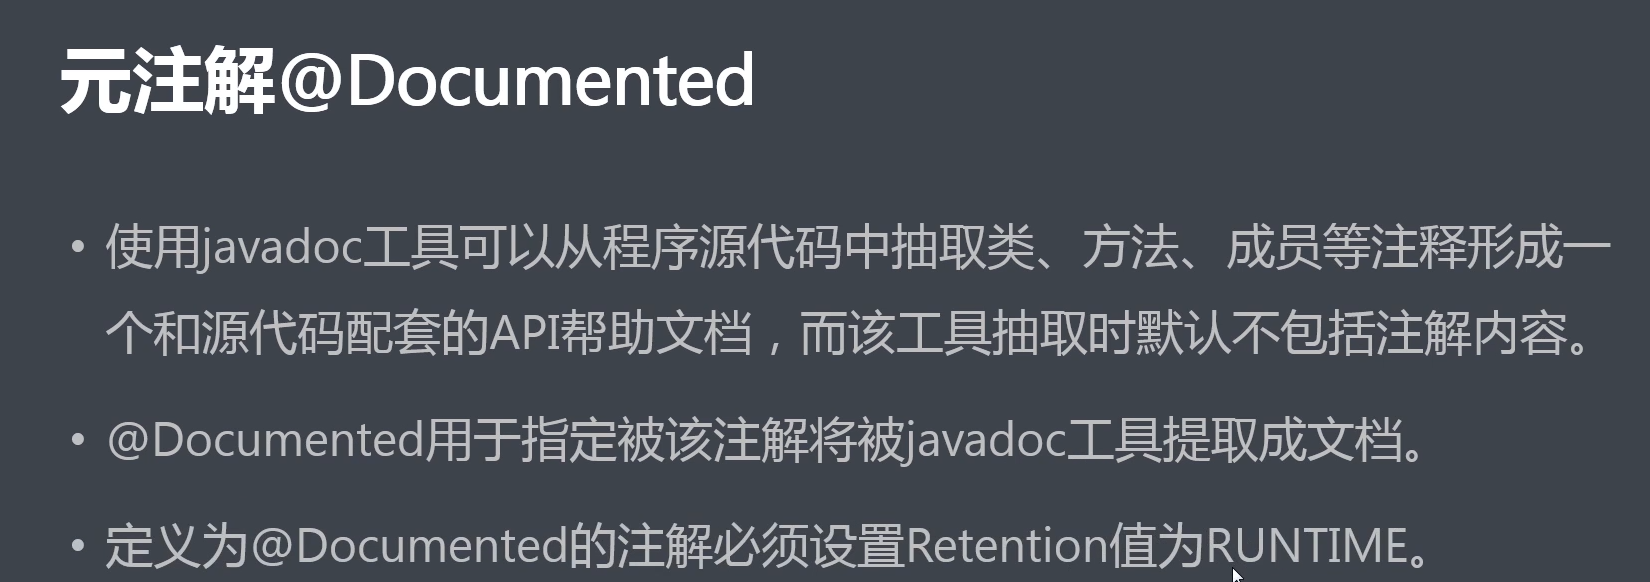 元注解@Documented
• 使用javadoc工具可以从程序源代码中抽取类、方法、成员等注释形成一
个和源代码配套的API帮助文档，而该工具抽取时默认不包括注解内容。
• @Documented用于指定被该注解将被javadoc工具提取成文档。
• 定义为@Documented的注解必须设置Retention值为RUNTIME。